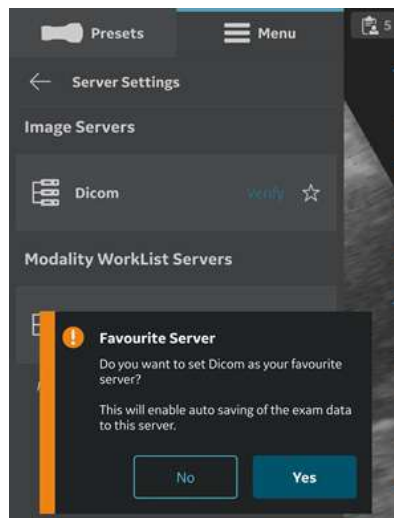 Presets
Menu
5
Server Settings
Image Servers
Dicom
verify
Modality WorkList Servers
Favourite Server
Do you want to set Dicom as your favourite
server?
This will enable auto saving of the exam data
to this server.
No
Yes